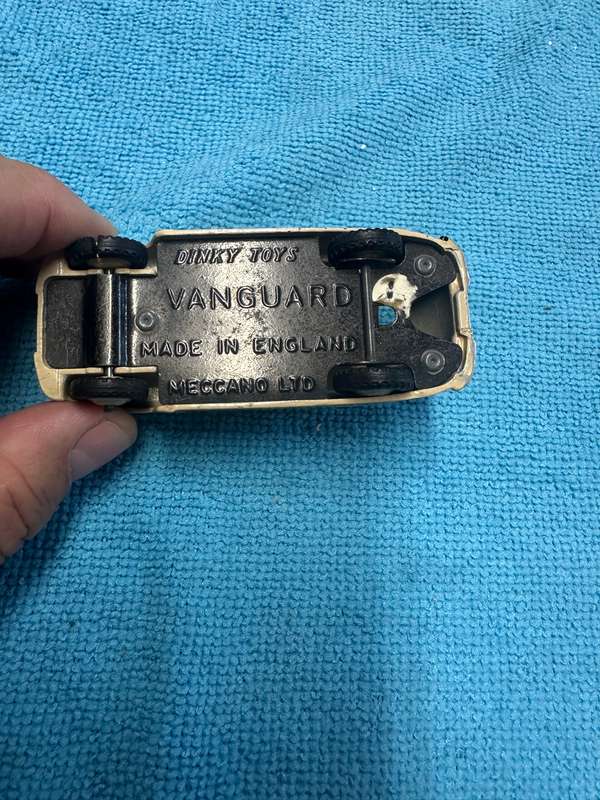 DINKY TOYS
VANGUARD
MADE IN ENGLAND
MECCANO LTD